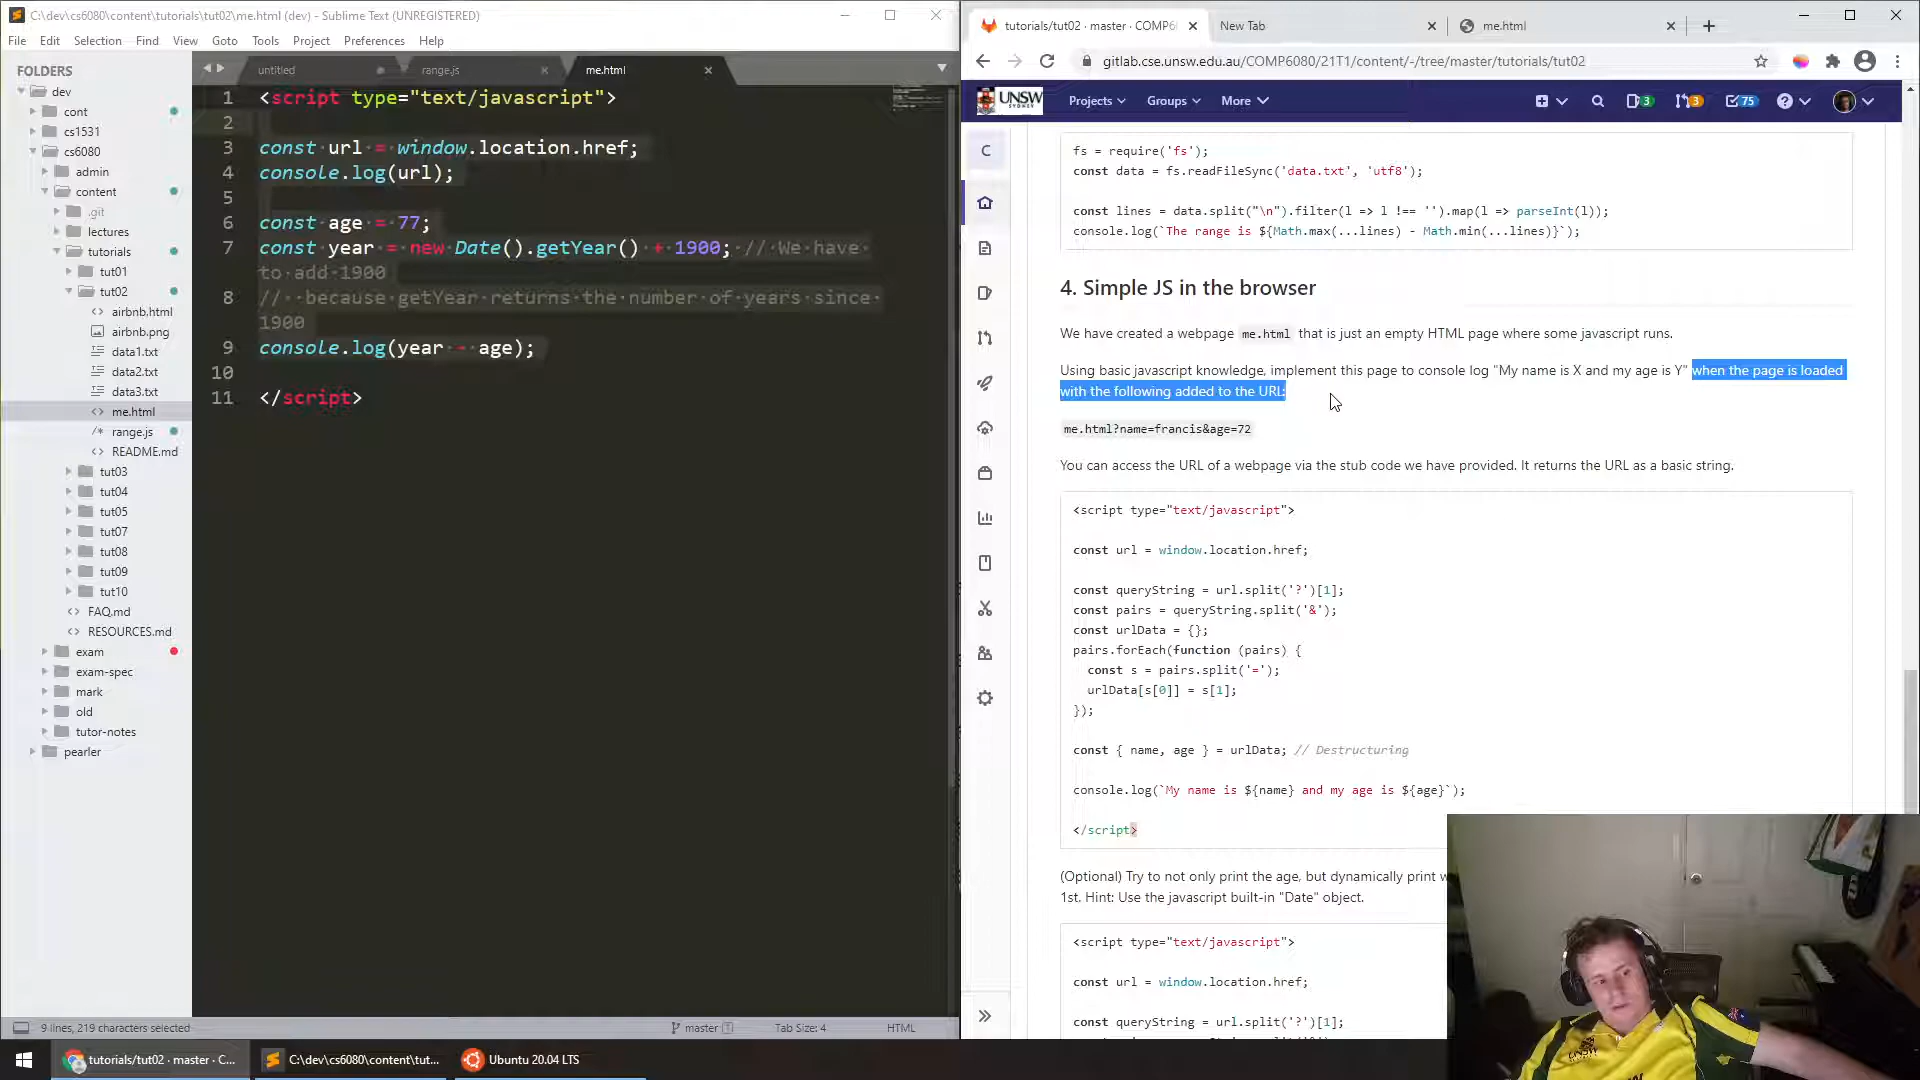 C:\dev\cs6080\content\tutorials\tut02\me.html (dev) - Sublime Text (UNREGISTERED)
File Edit Selection Find View Goto Tools Project Preferences Help
FOLDERS
dev
cont
cs1531
cs6080
admin
content
.git
lectures
tutorials
tut01
tut02
airbnb.html
airbnb.png
data1.txt
data2.txt
data3.txt
me.html
range.js
README.md
tut03
tut04
tut05
tut07
tut08
tut09
tut10
FAQ.md
RESOURCES.md
exam
exam-spec
mark
old
tutor-notes
pearler
untitled range.js me.html
1 <script type="text/javascript">
2
3 const url = window.location.href;
4 console.log(url);
5
6 const age = 77;
7 const year = new Date().getYear() + 1900; // We have
to add 1900
8 //  because getYear returns the number of years since
1900
9 console.log(year - age);
10
11 </script>
9 lines, 219 characters selected master 1 Tab Size: 4 HTML
tutorials/tut02 · master · COMP6 New Tab me.html
gitlab.cse.unsw.edu.au/COMP6080/21T1/content/-/tree/master/tutorials/tut02
UNSW SYDNEY Projects Groups More 3 3 75
C
fs = require('fs');
const data = fs.readFileSync('data.txt', 'utf8');
const lines = data.split("\n").filter(l => l !== '').map(l => parseInt(l));
console.log(`The range is ${Math.max(...lines) - Math.min(...lines)}`);
4. Simple JS in the browser
We have created a webpage me.html that is just an empty HTML page where some javascript runs.
Using basic javascript knowledge, implement this page to console log "My name is X and my age is Y" when the page is loaded
with the following added to the URL:
me.html?name=francis&age=72
You can access the URL of a webpage via the stub code we have provided. It returns the URL as a basic string.
<script type="text/javascript">
const url = window.location.href;
const queryString = url.split('?')[1];
const pairs = queryString.split('&');
const urlData = {};
pairs.forEach(function (pairs) {
const s = pairs.split('=');
urlData[s[0]] = s[1];
});
const { name, age } = urlData; // Destructuring
console.log(`My name is ${name} and my age is ${age}`);
</script>
(Optional) Try to not only print the age, but dynamically print w
1st. Hint: Use the javascript built-in "Date" object.
<script type="text/javascript">
const url = window.location.href;
const queryString = url.split('?')[1];
UNSW
tutorials/tut02 · master · C... C:\dev\cs6080\content\tut... Ubuntu 20.04 LTS